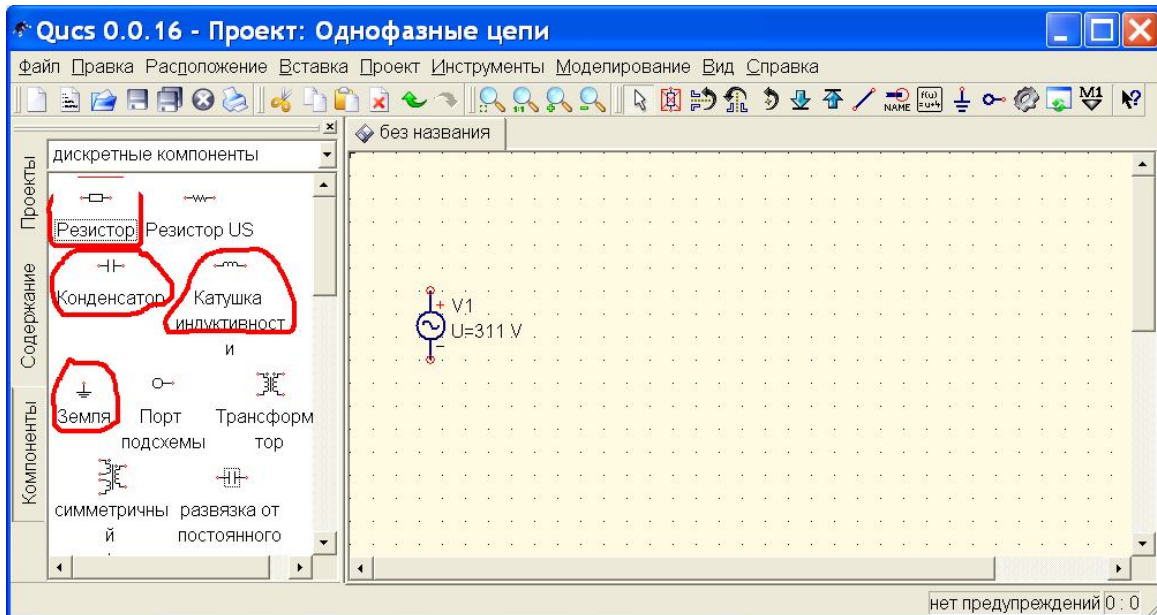 Qucs 0.0.16 - Проект: Однофазные цепи
Файл Правка Расположение Вставка Проект Инструменты Моделирование Вид Справка
NAME
f(ω)
=u+4
M1
Проекты
Содержание
Компоненты
дискретные компоненты
Резистор Резистор US
Конденсатор Катушка
индуктивност
и
Земля Порт Трансформ
подсхемы тор
симметричны развязка от
й постоянного
без названия
+ V1
U=311 V
−
нет предупреждений 0 : 0